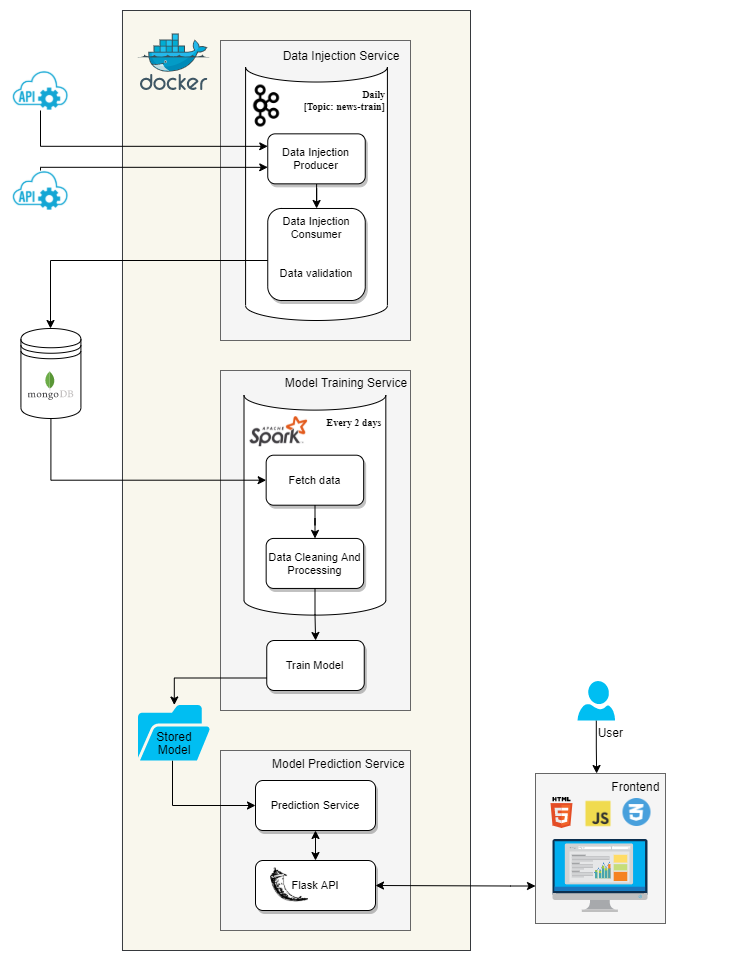 docker
Data Injection Service
Daily
[Topic: news-train]
API
Data Injection
Producer
API
Data Injection
Consumer
Data validation
mongoDB
Model Training Service
APACHE
Spark
Every 2 days
Fetch data
Data Cleaning And
Processing
Train Model
Stored
Model
User
Model Prediction Service
Prediction Service
Flask API
Frontend
HTML
5
JS
3